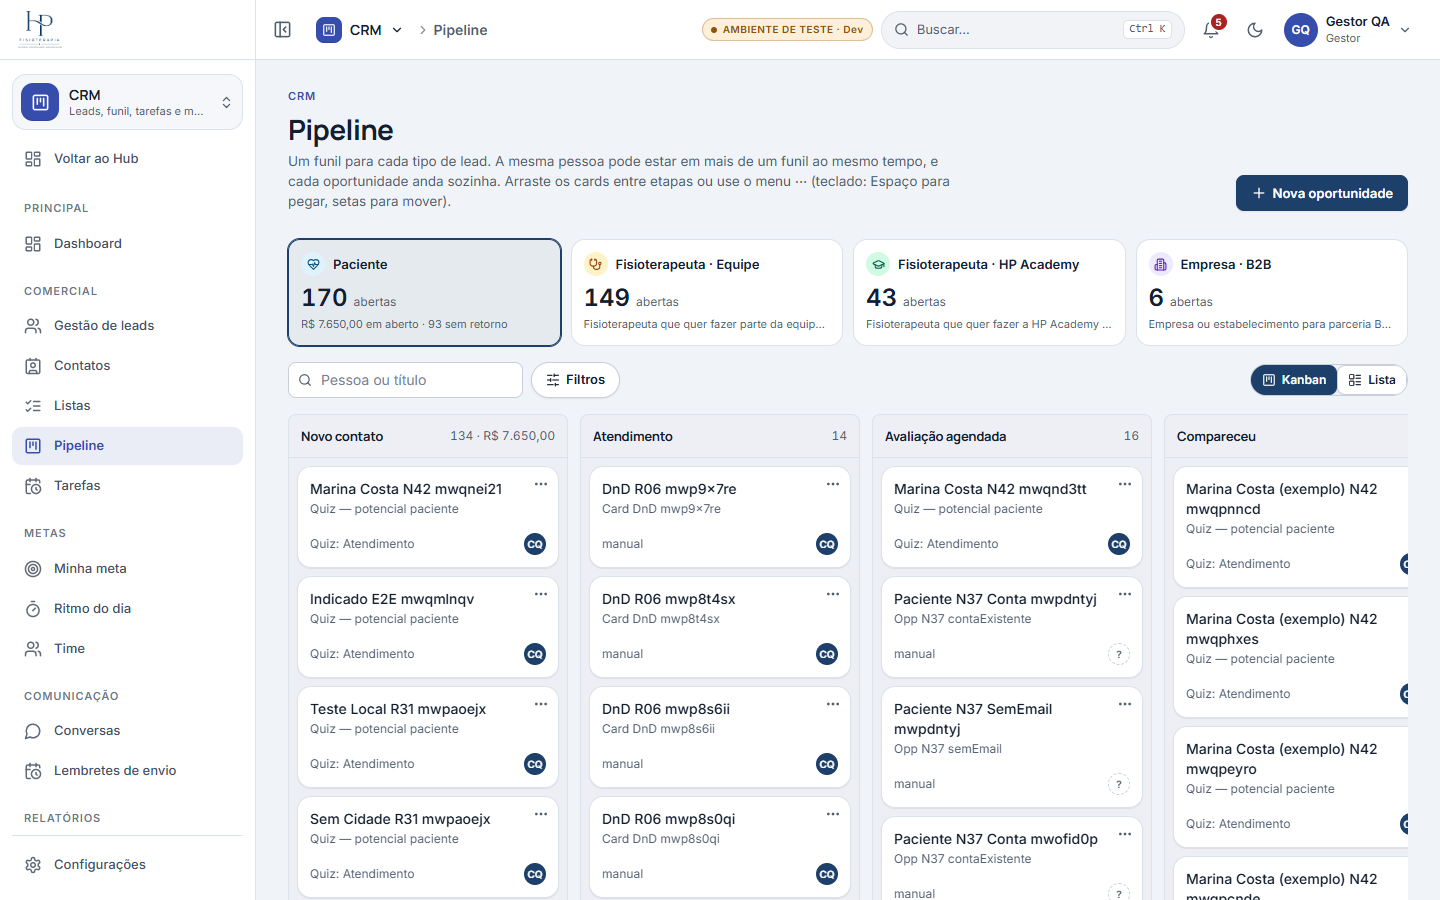 hp
FISIOTERAPIA
CRM
Pipeline
AMBIENTE DE TESTE · Dev
Buscar...
Ctrl K
5
GQ
Gestor QA
Gestor
CRM
Leads, funil, tarefas e m...
Voltar ao Hub
PRINCIPAL
Dashboard
COMERCIAL
Gestão de leads
Contatos
Listas
Pipeline
Tarefas
METAS
Minha meta
Ritmo do dia
Time
COMUNICAÇÃO
Conversas
Lembretes de envio
RELATÓRIOS
Configurações
CRM
Pipeline
Um funil para cada tipo de lead. A mesma pessoa pode estar em mais de um funil ao mesmo tempo, e
cada oportunidade anda sozinha. Arraste os cards entre etapas ou use o menu ··· (teclado: Espaço para
pegar, setas para mover).
+ Nova oportunidade
Paciente
170 abertas
R$ 7.650,00 em aberto · 93 sem retorno
Fisioterapeuta · Equipe
149 abertas
Fisioterapeuta que quer fazer parte da equip...
Fisioterapeuta · HP Academy
43 abertas
Fisioterapeuta que quer fazer a HP Academy ...
Empresa · B2B
6 abertas
Empresa ou estabelecimento para parceria B...
Pessoa ou título
Filtros
Kanban
Lista
Novo contato
134 · R$ 7.650,00
Marina Costa N42 mwqnei21
Quiz — potencial paciente
Quiz: Atendimento
CQ
Indicado E2E mwqmlnqv
Quiz — potencial paciente
Quiz: Atendimento
CQ
Teste Local R31 mwpaoejx
Quiz — potencial paciente
Quiz: Atendimento
CQ
Sem Cidade R31 mwpaoejx
Quiz — potencial paciente
Quiz: Atendimento
CQ
Atendimento
14
DnD R06 mwp9×7re
Card DnD mwp9×7re
manual
CQ
DnD R06 mwp8t4sx
Card DnD mwp8t4sx
manual
CQ
DnD R06 mwp8s6ii
Card DnD mwp8s6ii
manual
CQ
DnD R06 mwp8s0qi
Card DnD mwp8s0qi
manual
CQ
Avaliação agendada
16
Marina Costa N42 mwqnd3tt
Quiz — potencial paciente
Quiz: Atendimento
CQ
Paciente N37 Conta mwpdntyj
Opp N37 contaExistente
manual
?
Paciente N37 SemEmail
mwpdntyj
Opp N37 semEmail
manual
?
Paciente N37 Conta mwofid0p
Opp N37 contaExistente
manual
?
Compareceu
Marina Costa (exemplo) N42
mwqpnncd
Quiz — potencial paciente
Quiz: Atendimento
Marina Costa (exemplo) N42
mwqphxes
Quiz — potencial paciente
Quiz: Atendimento
Marina Costa (exemplo) N42
mwqpeyro
Quiz — potencial paciente
Quiz: Atendimento
Marina Costa (exemplo) N42
mwqpcnde